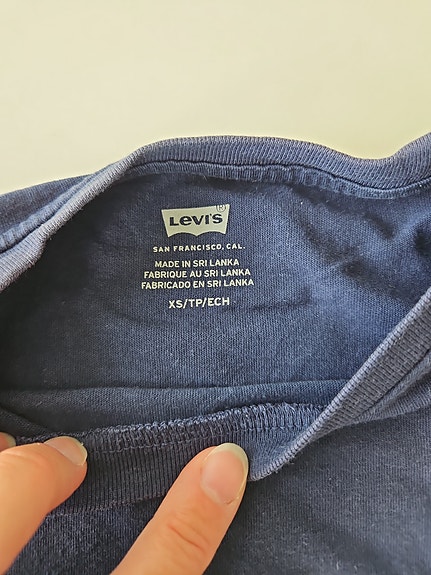 Levi's ®
SAN FRANCISCO, CAL.
MADE IN SRI LANKA
FABRIQUE AU SRI LANKA
FABRICADO EN SRI LANKA
XS/TP/ECH